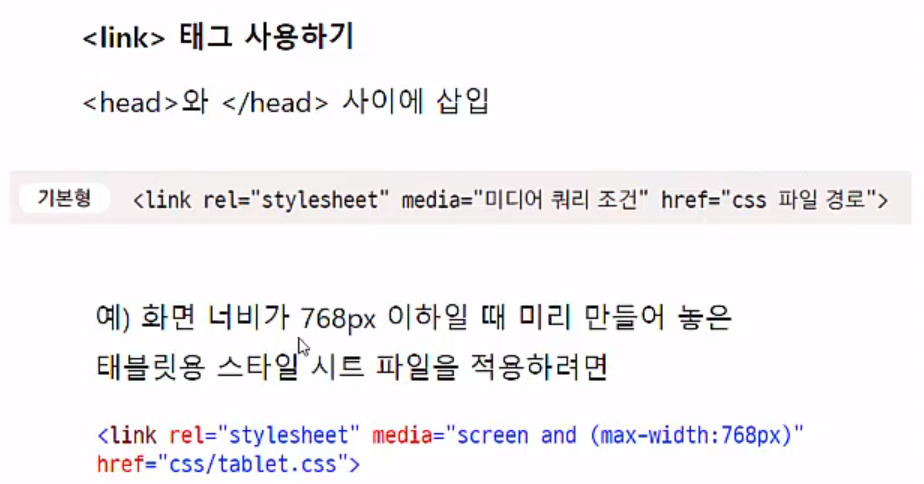 <link> 태그 사용하기
<head>와 </head> 사이에 삽입
기본형 <link rel="stylesheet" media="미디어 쿼리 조건" href="css 파일 경로">
예) 화면 너비가 768px 이하일 때 미리 만들어 놓은
태블릿용 스타일 시트 파일을 적용하려면
<link rel="stylesheet" media="screen and (max-width:768px)"
href="css/tablet.css">